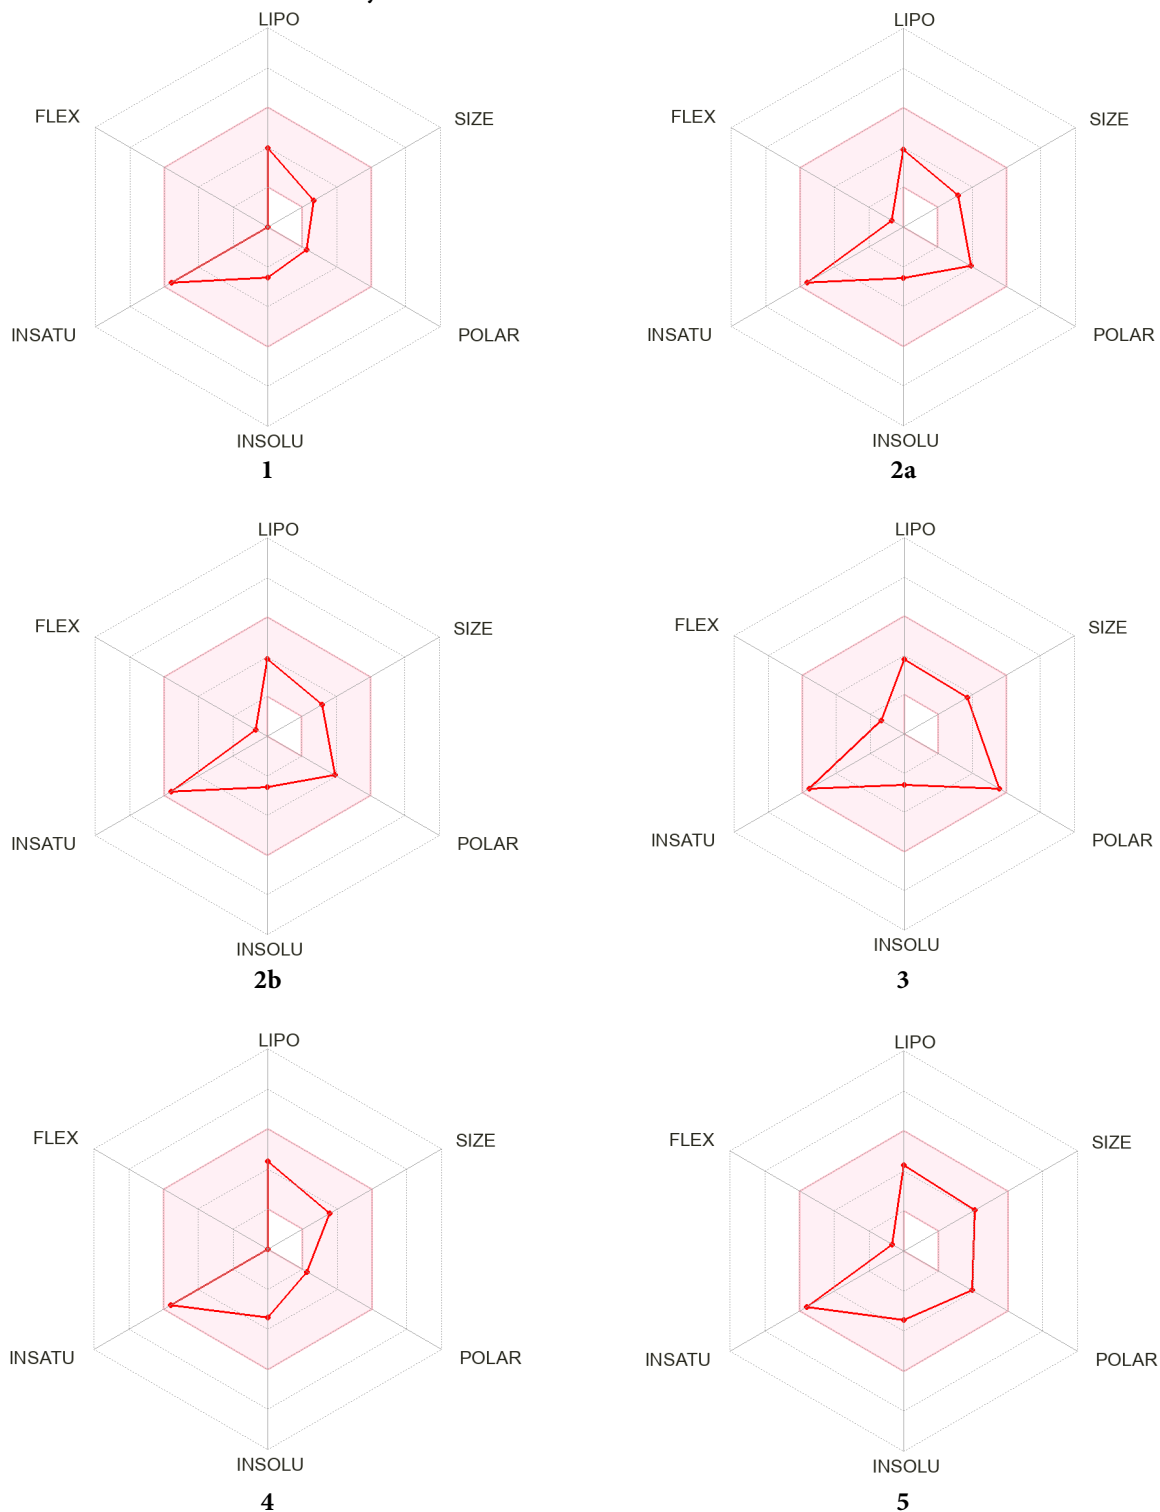 LIPO LIPO
FLEX SIZE FLEX SIZE
INSATU POLAR INSATU POLAR
INSOLU INSOLU
1 2a
LIPO LIPO
FLEX SIZE FLEX SIZE
INSATU POLAR INSATU POLAR
INSOLU INSOLU
2b 3
LIPO LIPO
FLEX SIZE FLEX SIZE
INSATU POLAR INSATU POLAR
INSOLU INSOLU
4 5